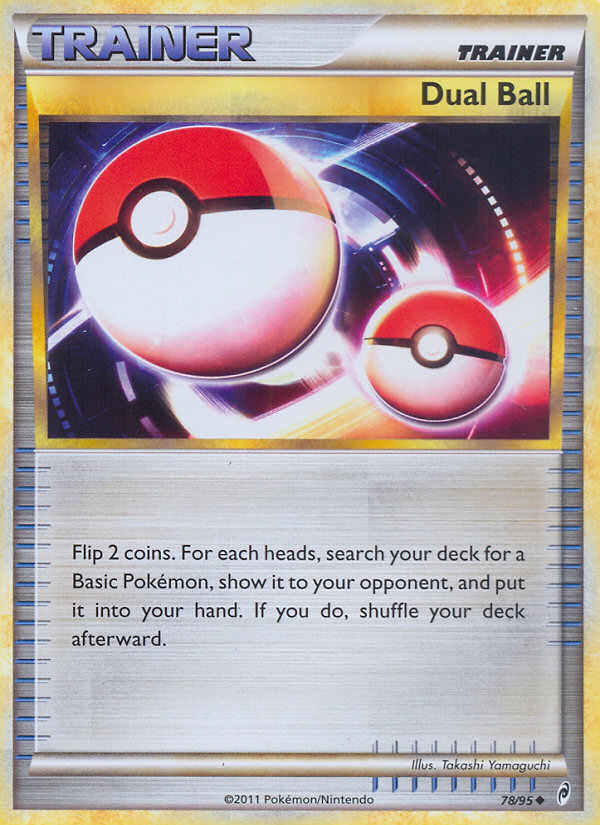 TRAINER
TRAINER
Dual Ball
Flip 2 coins. For each heads, search your deck for a
Basic Pokémon, show it to your opponent, and put
it into your hand. If you do, shuffle your deck
afterward.
Illus. Takashi Yamaguchi
©2011 Pokémon/Nintendo
78/95